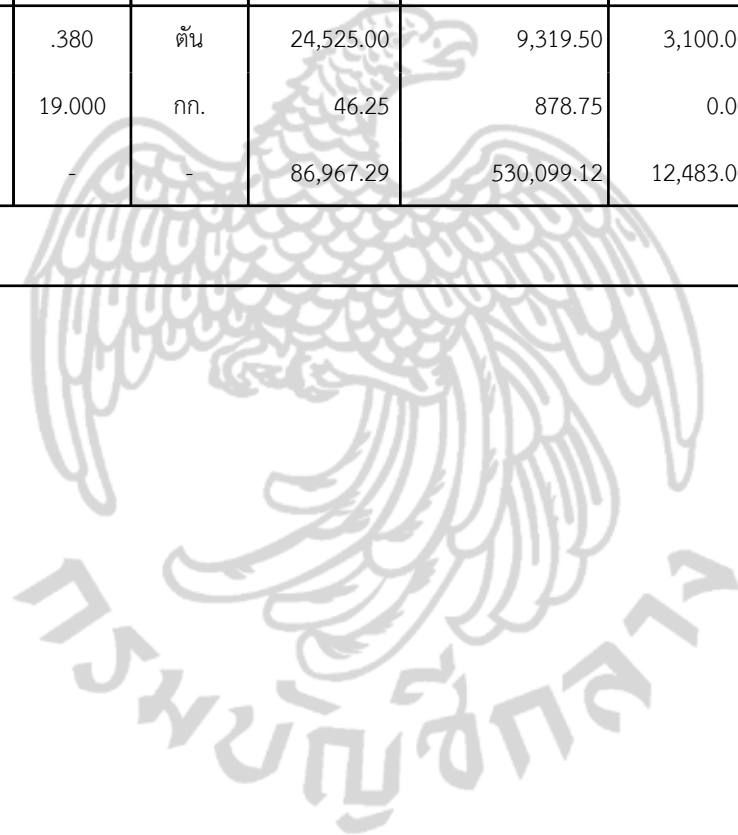 .380 ตัน 24,525.00 9,319.50 3,100.0
19.000 กก. 46.25 878.75 0.0
- - 86,967.29 530,099.12 12,483.0
กรมบัญชีกลาง